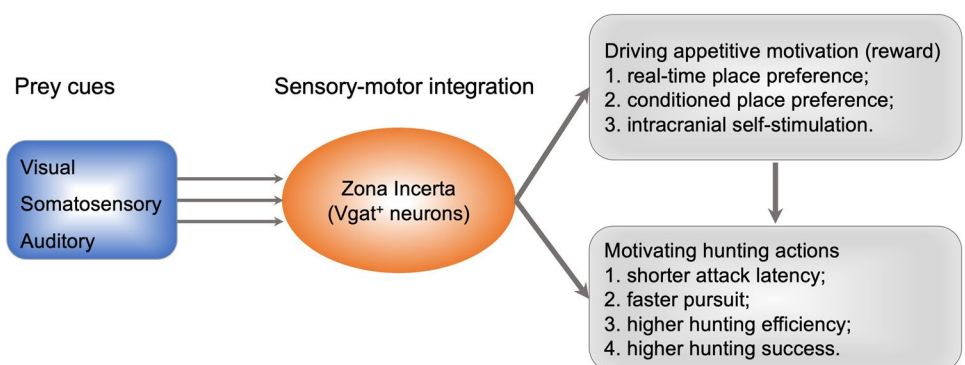 Prey cues
Visual
Somatosensory
Auditory
Sensory-motor integration
Zona Incerta
(Vgat⁺ neurons)
Driving appetitive motivation (reward)
1. real-time place preference;
2. conditioned place preference;
3. intracranial self-stimulation.
Motivating hunting actions
1. shorter attack latency;
2. faster pursuit;
3. higher hunting efficiency;
4. higher hunting success.